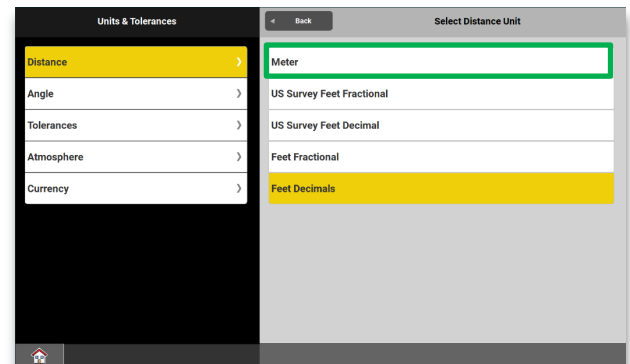 Units & Tolerances
Distance
Angle
Tolerances
Atmosphere
Currency
Back
Select Distance Unit
Meter
US Survey Feet Fractional
US Survey Feet Decimal
Feet Fractional
Feet Decimals